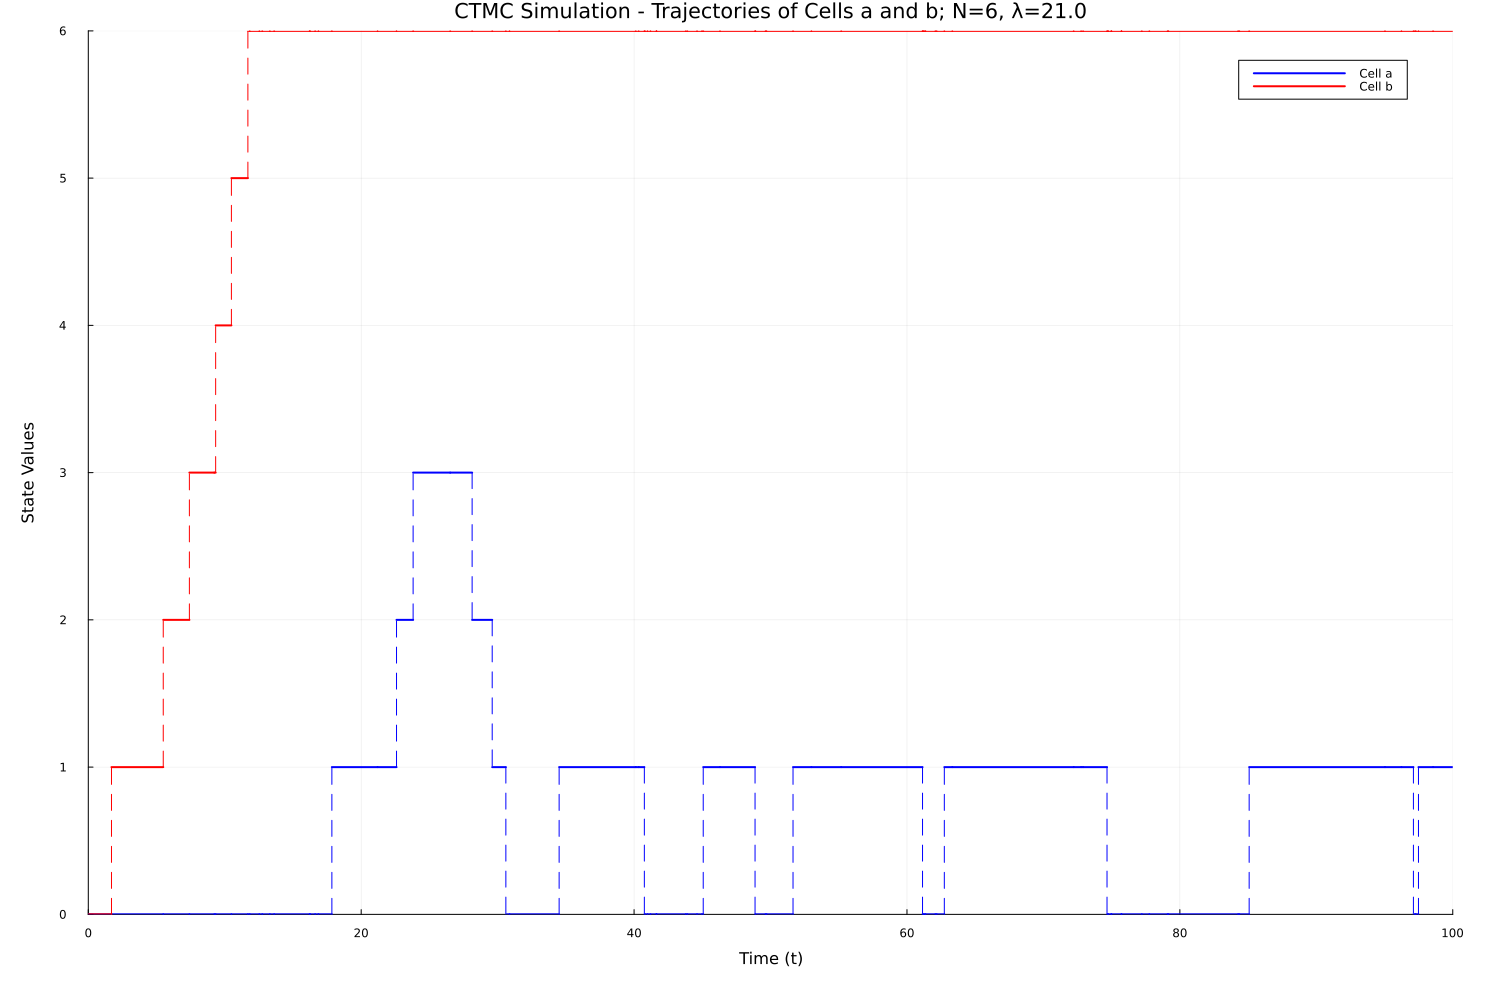 CTMC Simulation - Trajectories of Cells a and b; N=6, λ=21.0
6
Cell a
Cell b
5
4
State Values
3
2
1
0
0 20 40 60 80 100
Time (t)